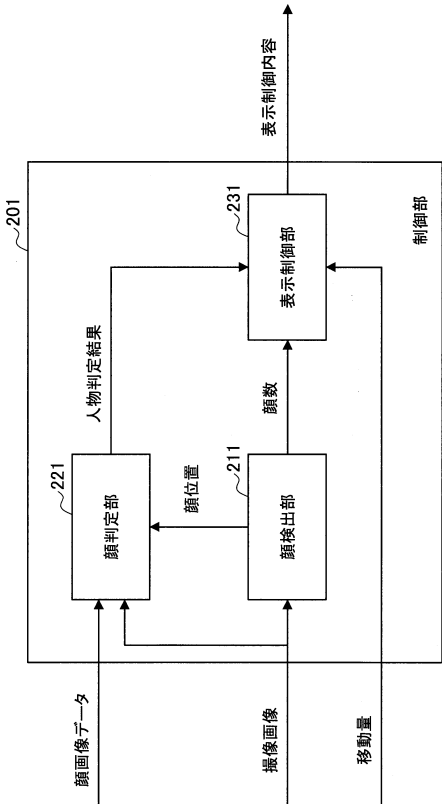 201
顔画像データ
221
顔判定部
人物判定結果
顔位置
撮像画像
211
顔検出部
顔数
231
表示制御部
表示制御内容
移動量
制御部